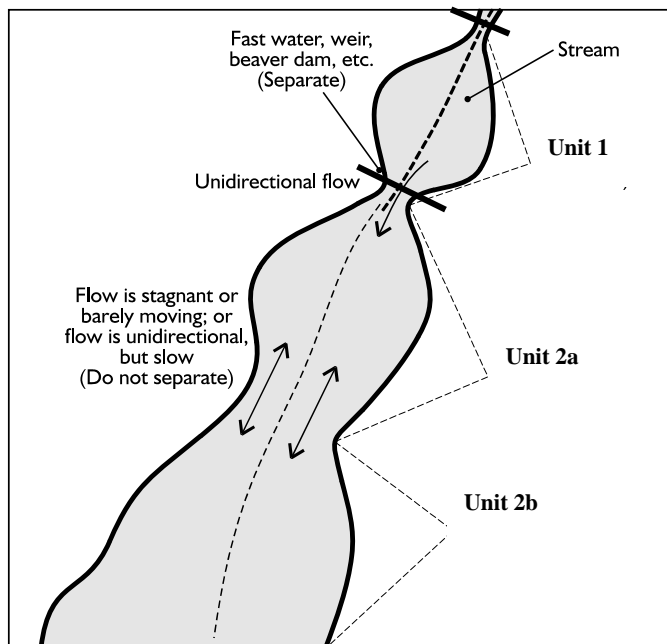 Fast water, weir,
beaver dam, etc.
(Separate)
Stream
Unit 1
Unidirectional flow
Flow is stagnant or
barely moving; or
flow is unidirectional,
but slow
(Do not separate)
Unit 2a
Unit 2b